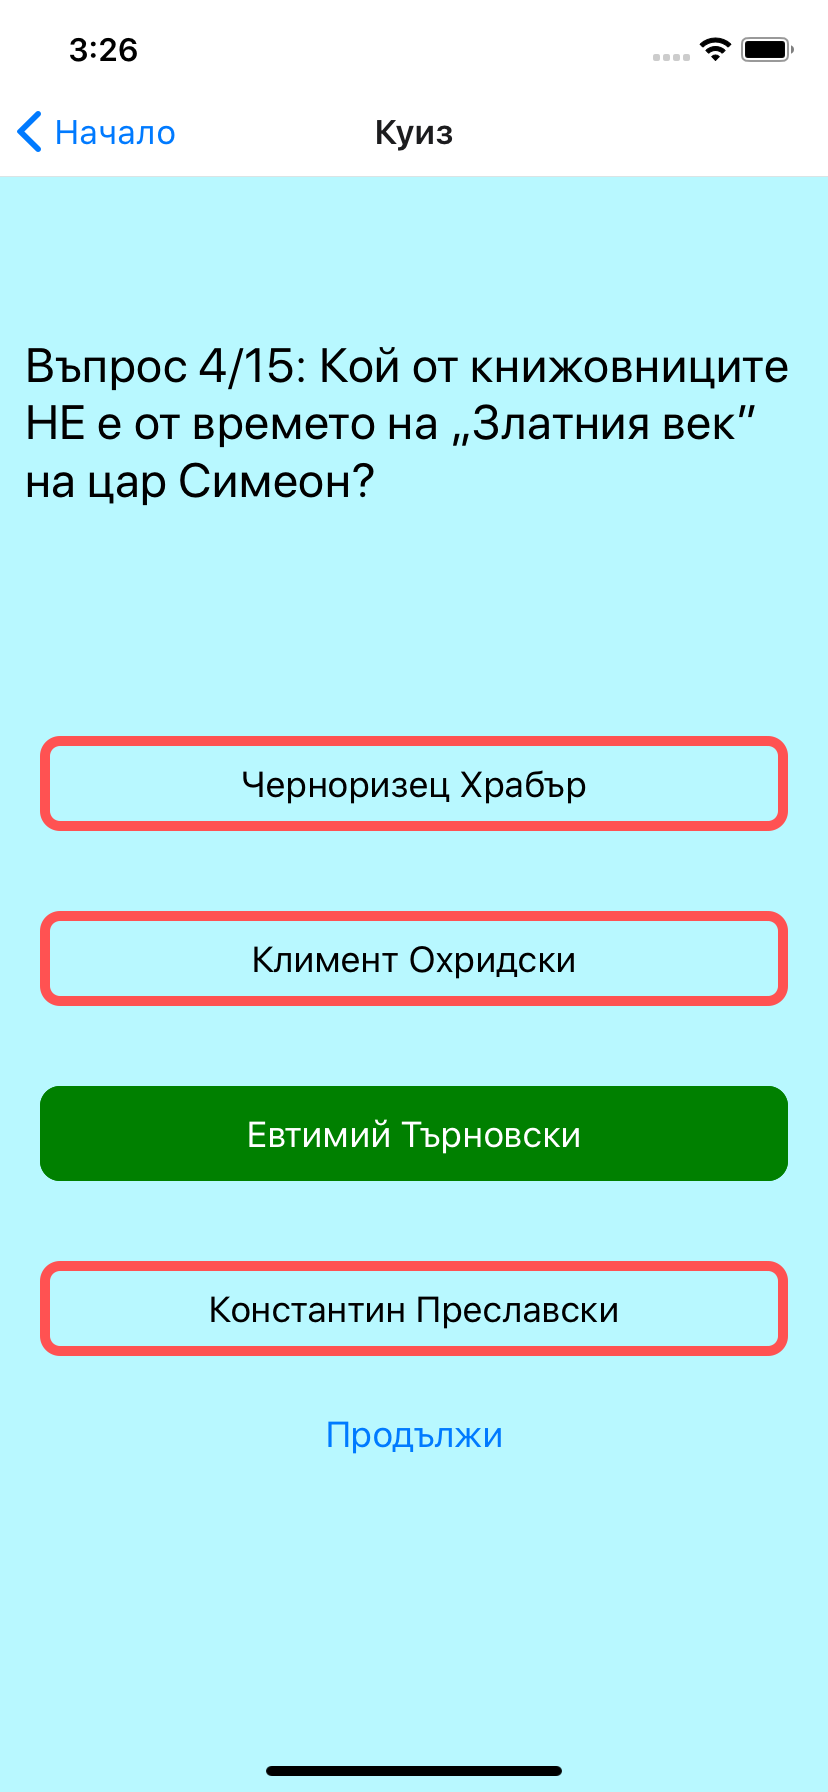 3:26
Начало
Куиз
Въпрос 4/15: Кой от книжовниците
НЕ е от времето на „Златния век”
на цар Симеон?
Черноризец Храбър
Климент Охридски
Евтимий Търновски
Константин Преславски
Продължи